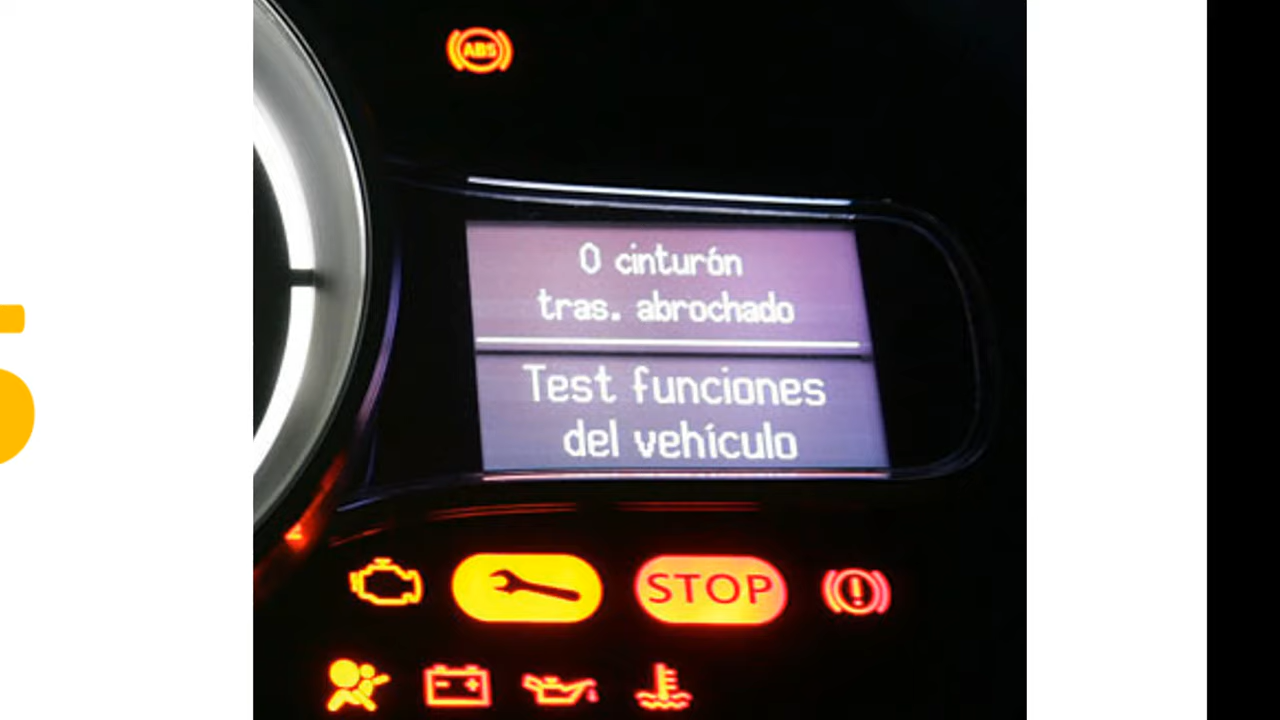 ABS
0 cinturón
tras. abrochado
Test funciones
del vehículo
STOP